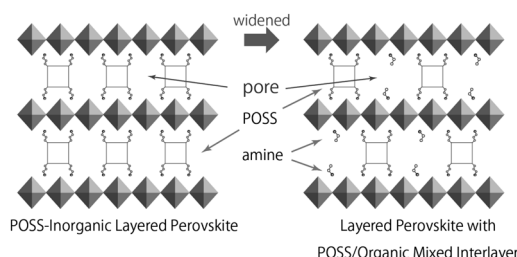 widened
pore
POSS
amine
POSS-Inorganic Layered Perovskite
Layered Perovskite with
POSS/Organic Mixed Interlayer